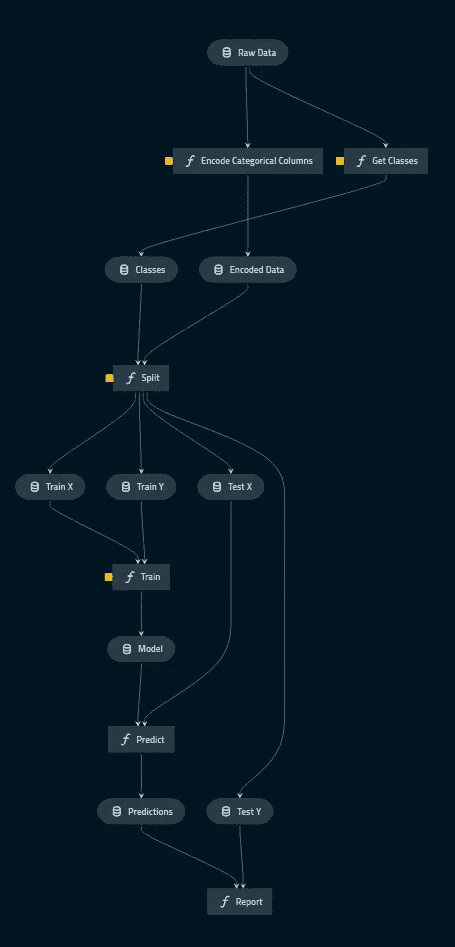 Raw Data
Encode Categorical Columns
Get Classes
Classes
Encoded Data
Split
Train X
Train Y
Test X
Train
Model
Predict
Predictions
Test Y
Report